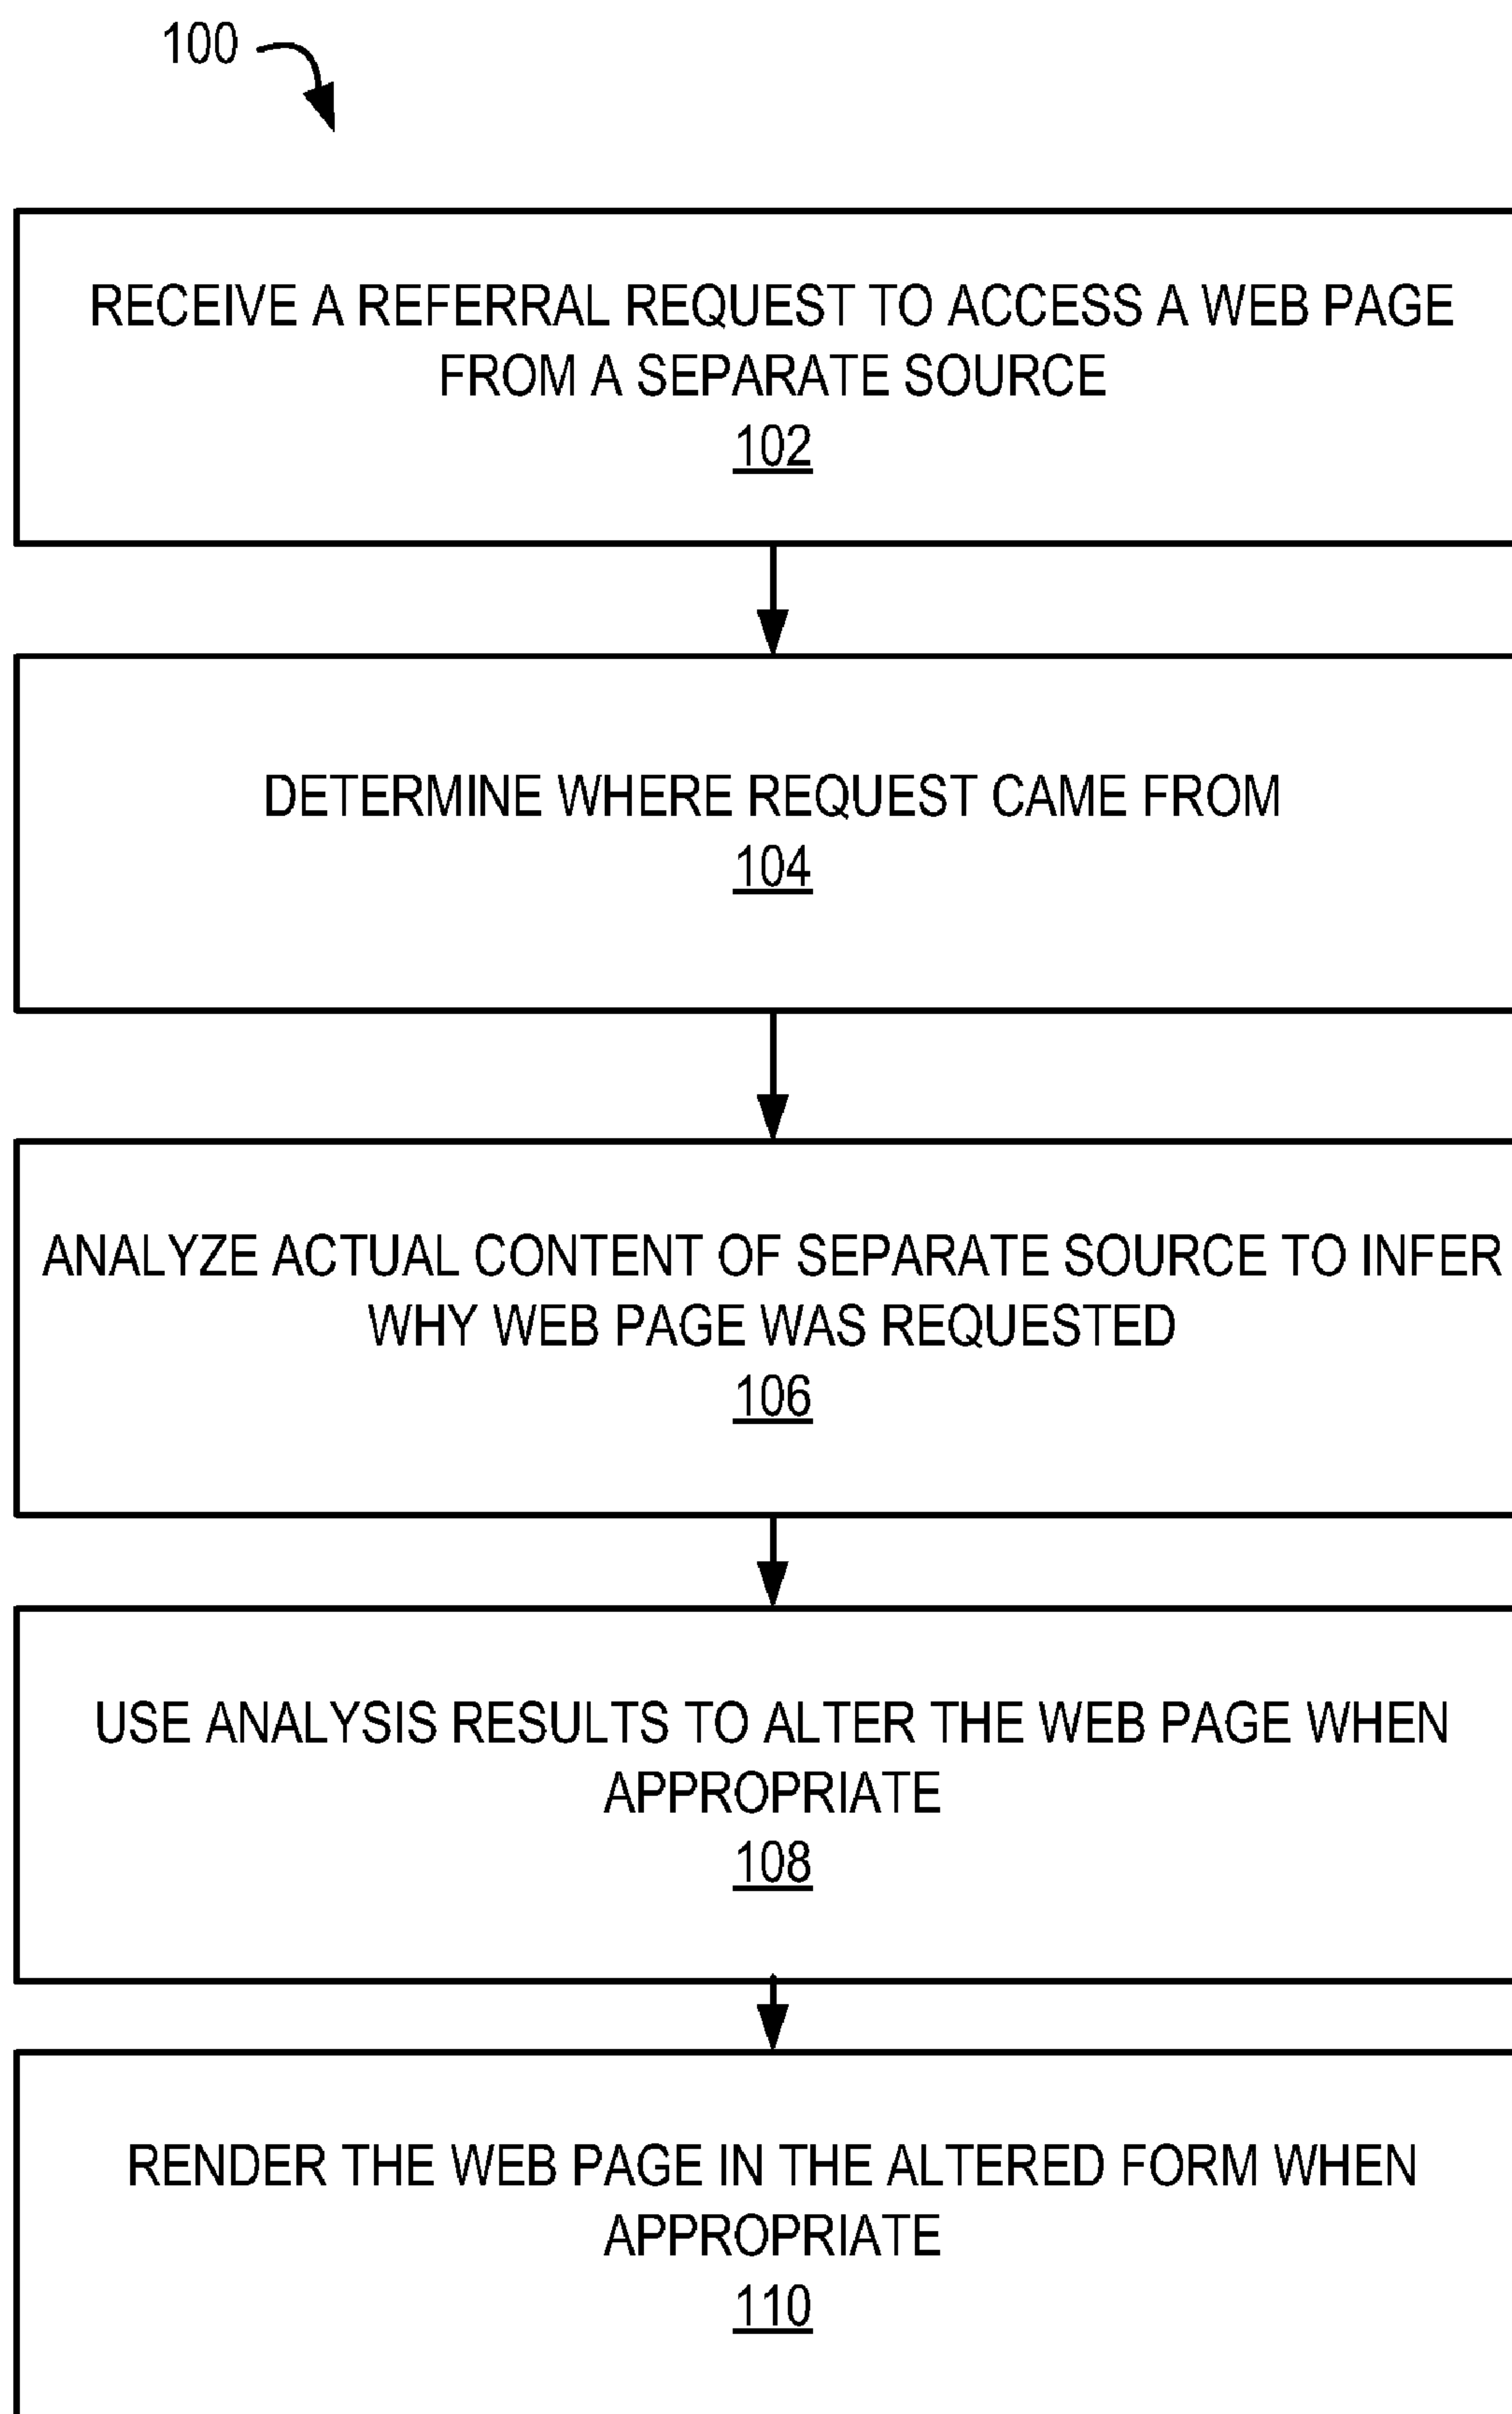 100
RECEIVE A REFERRAL REQUEST TO ACCESS A WEB PAGE
FROM A SEPARATE SOURCE
102
DETERMINE WHERE REQUEST CAME FROM
104
ANALYZE ACTUAL CONTENT OF SEPARATE SOURCE TO INFER
WHY WEB PAGE WAS REQUESTED
106
USE ANALYSIS RESULTS TO ALTER THE WEB PAGE WHEN
APPROPRIATE
108
RENDER THE WEB PAGE IN THE ALTERED FORM WHEN
APPROPRIATE
110